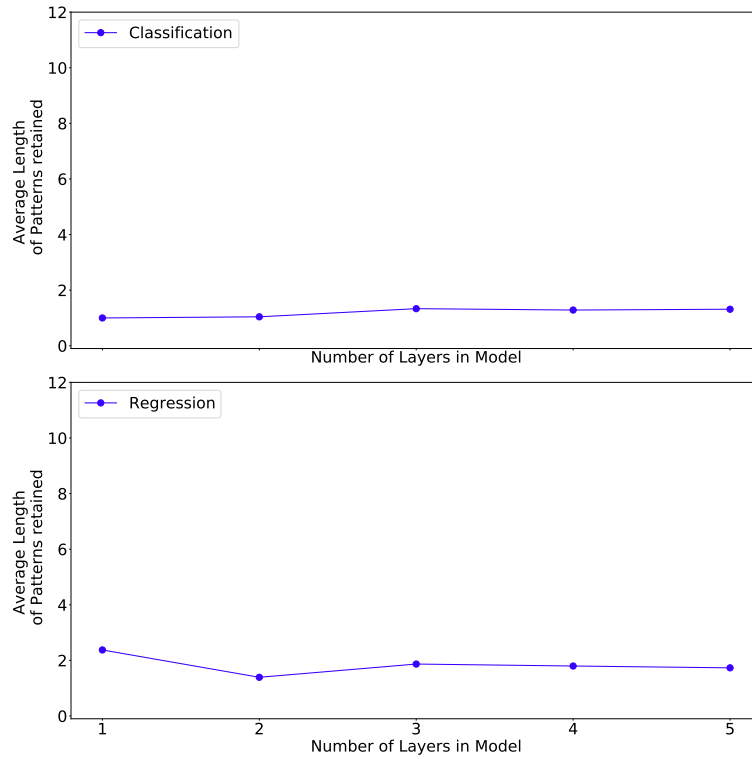 12
10
8
6
4
2
0
Average Length
of Patterns retained
Classification
Number of Layers in Model
12
10
8
6
4
2
0
Average Length
of Patterns retained
Regression
1 2 3 4 5
Number of Layers in Model